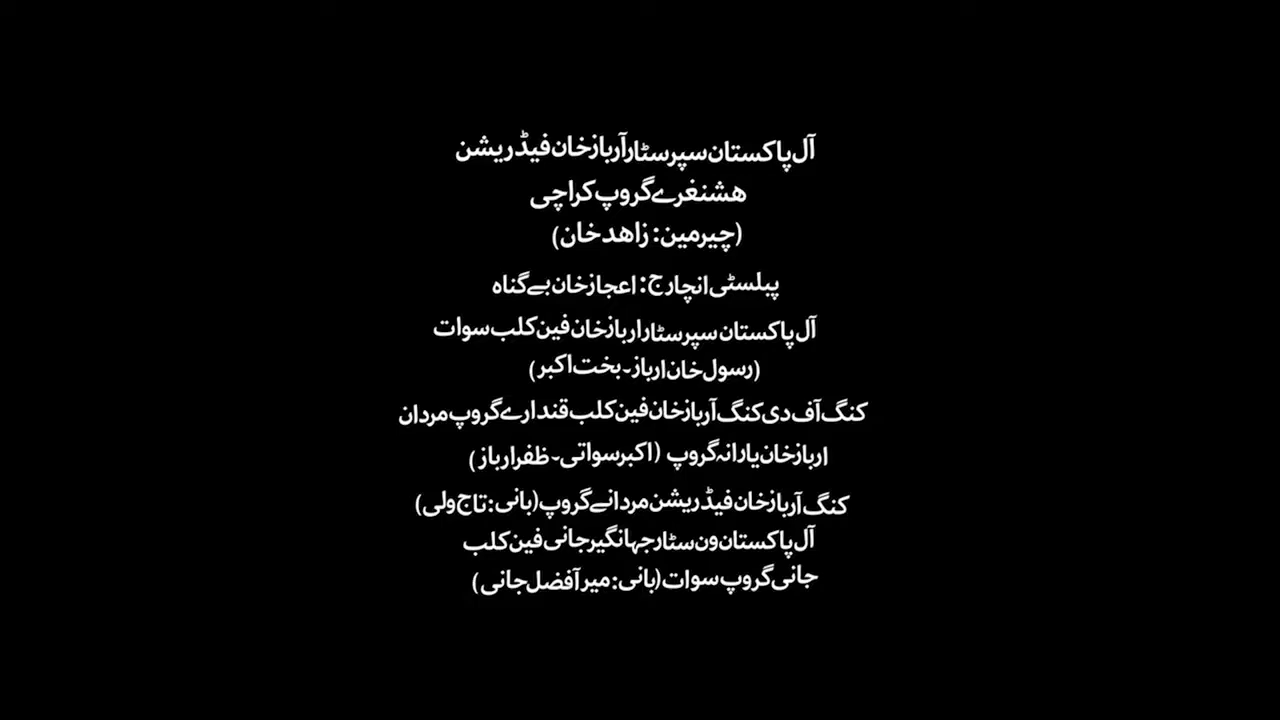 آل پاکستان سپرسٹار آرباز خان فیڈریشن
هشنغرے گروپ کراچی
(چیرمین: زاهد خان)
پبلسٹی انچارج: اعجاز خان بے گناہ
آل پاکستان سپرسٹار ارباز خان فین کلب سوات
(رسول خان ارباز۔ بخت اکبر)
کنگ آف دی کنگ آرباز خان فین کلب قندارے گروپ مردان
ارباز خان یارانہ گروپ (اکبر سواتی۔ ظفر ارباز)
کنگ آرباز خان فیڈریشن مردانے گروپ (بانی: تاج ولی)
آل پاکستان ون سٹار جہانگیر جانی فین کلب
جانی گروپ سوات (بانی: میر آفضل جانی)